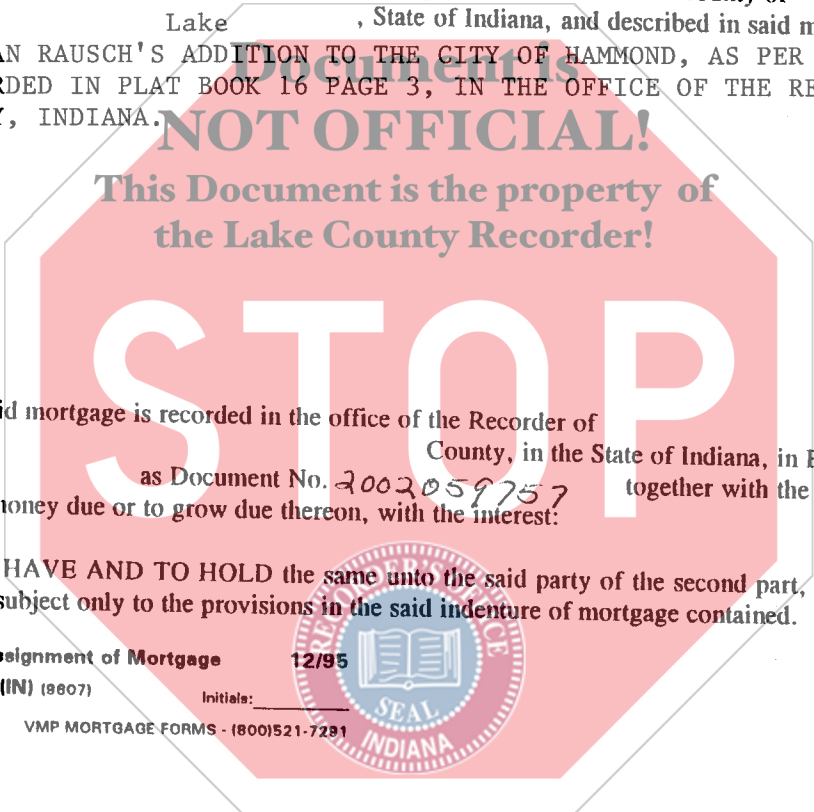 Lake , State of Indiana, and described in said m
AN RAUSCH'S ADDITION TO THE CITY OF HAMMOND, AS PER
RDED IN PLAT BOOK 16 PAGE 3, IN THE OFFICE OF THE RE
Y, INDIANA.
Document is
NOT OFFICIAL!
This Document is the property of
the Lake County Recorder!
STOP
id mortgage is recorded in the office of the Recorder of
County, in the State of Indiana, in
as Document No. 2002059757 together with the
oney due or to grow due thereon, with the interest:
HAVE AND TO HOLD the same unto the said party of the second part,
subject only to the provisions in the said indenture of mortgage contained.
signment of Mortgage 12/95
(IN) (9607)
Initials:
VMP MORTGAGE FORMS - (800)521-7291
RECORDER'S OFFICE
SEAL
INDIANA